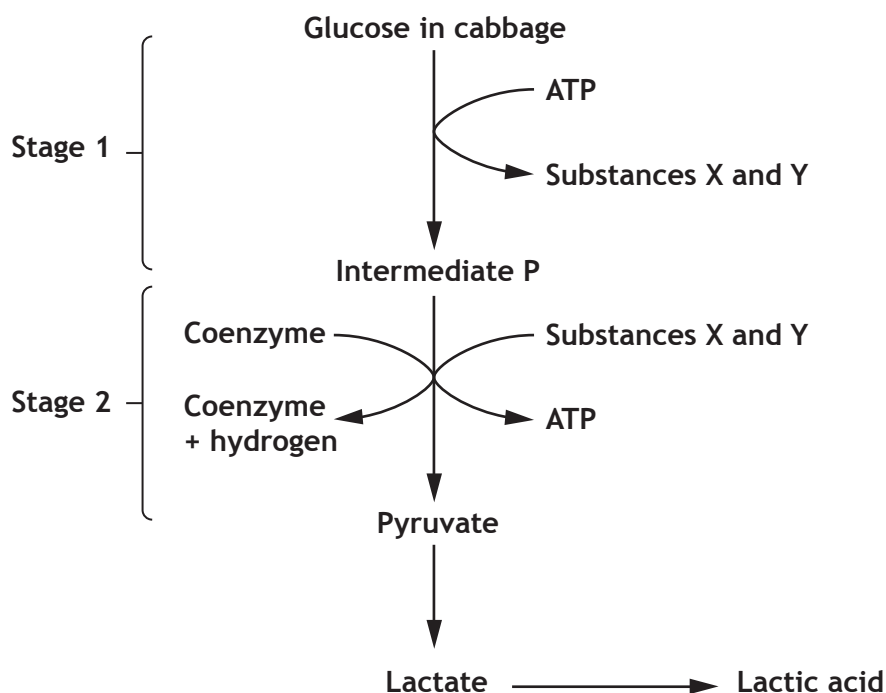 Glucose in cabbage
ATP
Stage 1
Substances X and Y
Intermediate P
Coenzyme
Substances X and Y
Stage 2
Coenzyme
+ hydrogen
ATP
Pyruvate
Lactate
Lactic acid